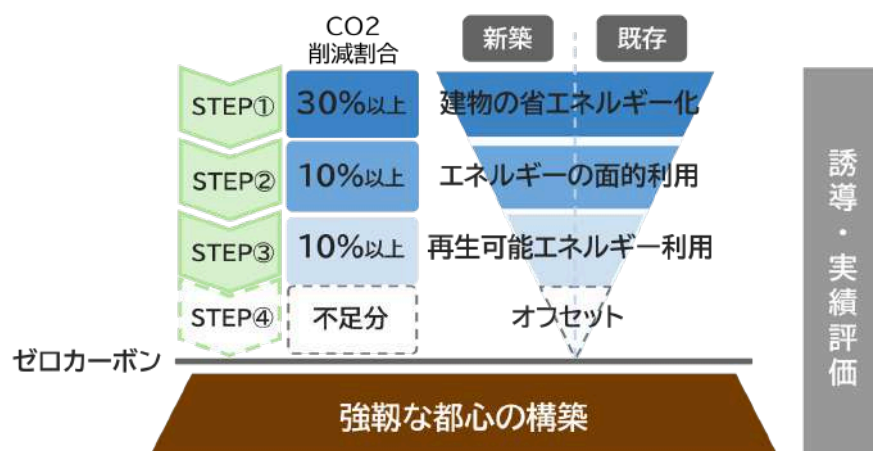 CO2
削減割合
新築
既存
STEP①
30%以上
建物の省エネルギー化
STEP②
10%以上
エネルギーの面的利用
STEP③
10%以上
再生可能エネルギー利用
STEP④
不足分
オフセット
ゼロカーボン
強靱な都心の構築
誘導・実績評価